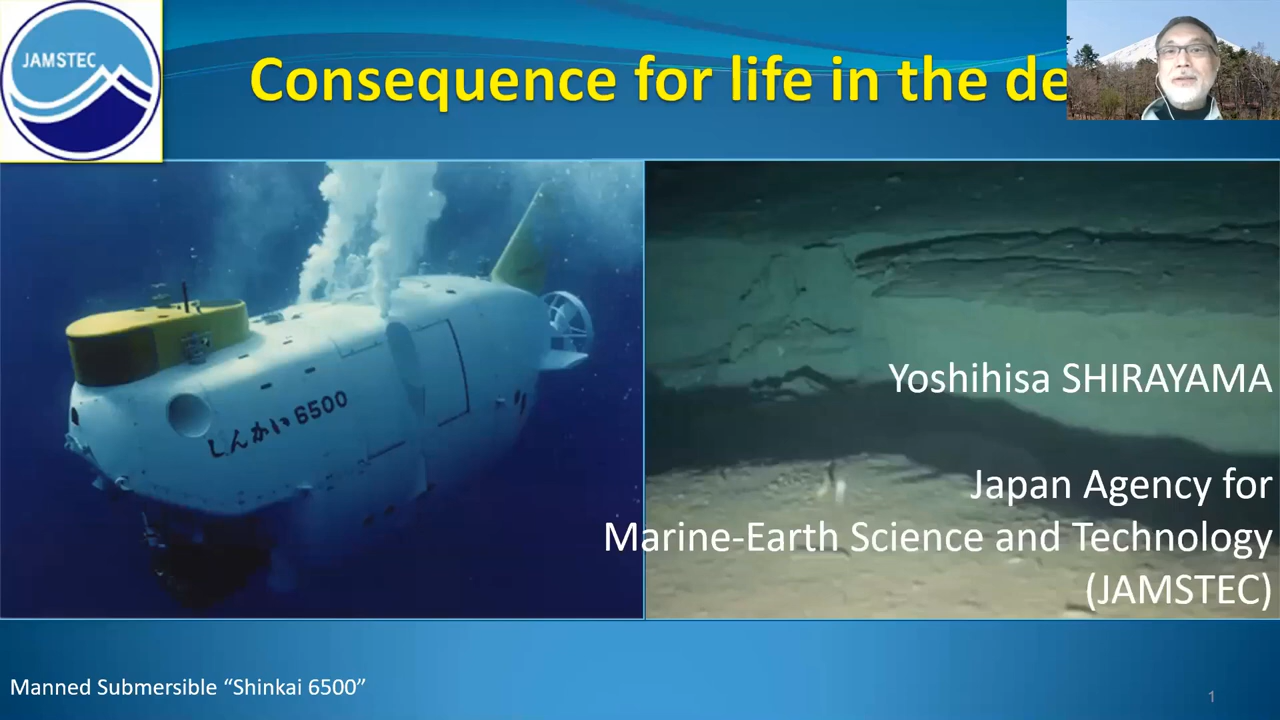 JAMSTEC
Consequence for life in the de
しんかい6500
Yoshihisa SHIRAYAMA
Japan Agency for
Marine-Earth Science and Technology
(JAMSTEC)
Manned Submersible “Shinkai 6500”
1